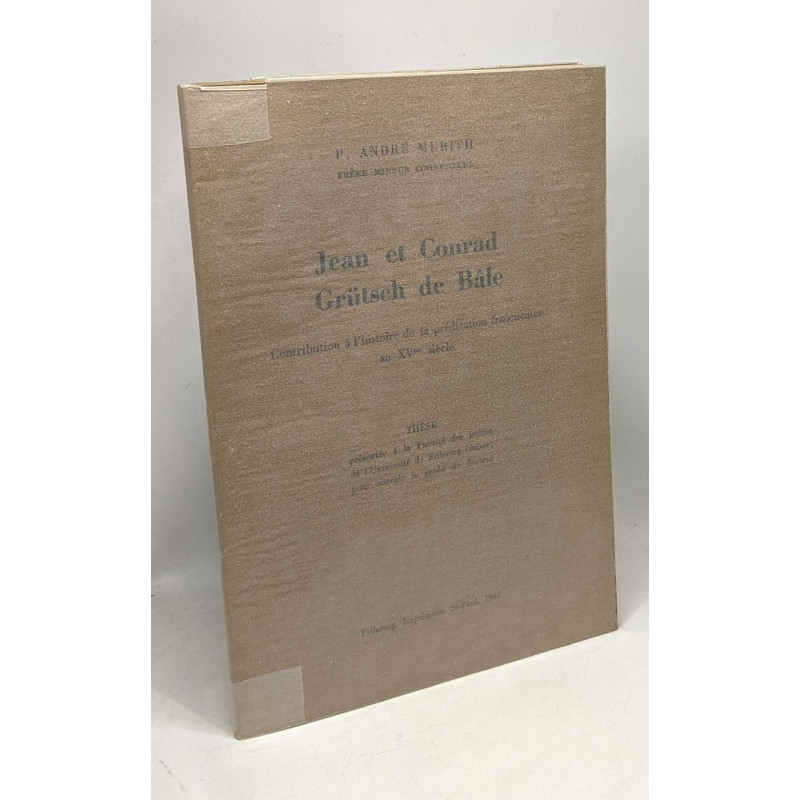 P. ANDRÉ MURITH
FRÈRE MINEUR CONVENTUEL
Jean et Conrad
Grütsch de Bâle
Contribution à l'histoire de la prédication franciscaine
au XVme siècle
THÈSE
présentée à la Faculté des lettres
de l'Université de Fribourg (Suisse)
pour obtenir le grade de docteur
Fribourg, Imprimerie St-Paul, 1940